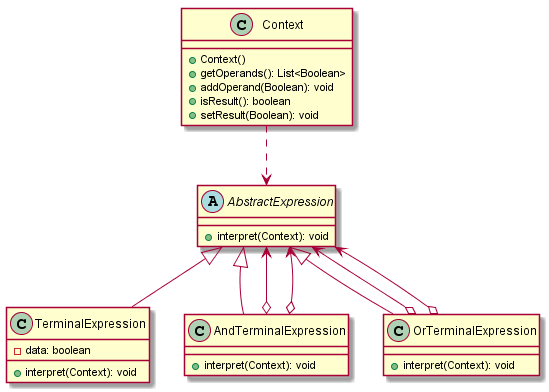 C Context
Context()
getOperands(): List<Boolean>
addOperand(Boolean): void
isResult(): boolean
setResult(Boolean): void
A AbstractExpression
interpret(Context): void
C TerminalExpression
data: boolean
interpret(Context): void
C AndTerminalExpression
interpret(Context): void
C OrTerminalExpression
interpret(Context): void